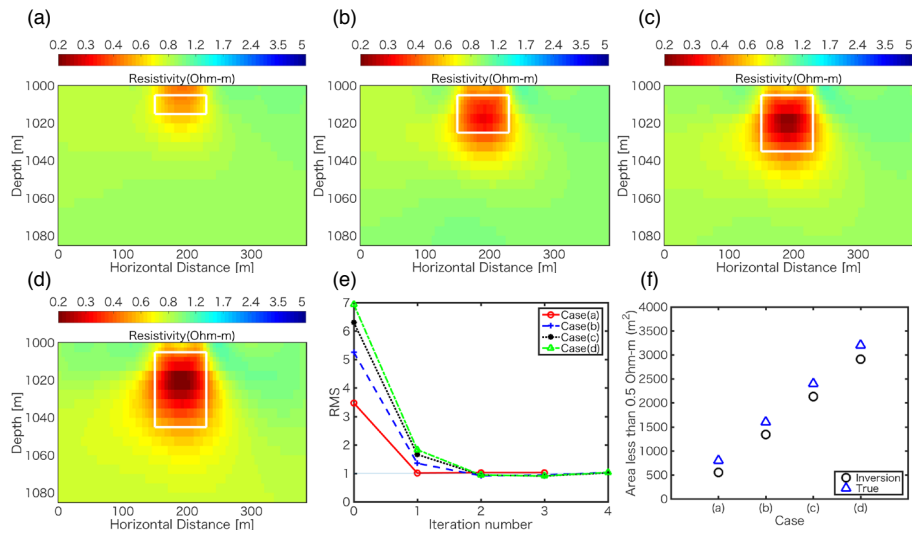 (a)
0.2 0.3 0.4 0.6 0.8 1.2 1.7 2.4 3.5 5
Resistivity(Ohm-m)
1000
1020
1040
1060
1080
Depth [m]
0 100 200 300
Horizontal Distance [m]
(b)
0.2 0.3 0.4 0.6 0.8 1.2 1.7 2.4 3.5 5
Resistivity(Ohm-m)
1000
1020
1040
1060
1080
Depth [m]
0 100 200 300
Horizontal Distance [m]
(c)
0.2 0.3 0.4 0.6 0.8 1.2 1.7 2.4 3.5 5
Resistivity(Ohm-m)
1000
1020
1040
1060
1080
Depth [m]
0 100 200 300
Horizontal Distance [m]
(d)
0.2 0.3 0.4 0.6 0.8 1.2 1.7 2.4 3.5 5
Resistivity(Ohm-m)
1000
1020
1040
1060
1080
Depth [m]
0 100 200 300
Horizontal Distance [m]
(e)
7
6
5
4
3
2
1
0
RMS
Case(a)
Case(b)
Case(c)
Case(d)
0 1 2 3 4
Iteration number
(f)
4000
3500
3000
2500
2000
1500
1000
500
0
Area less than 0.5 Ohm-m (m²)
Inversion
True
(a) (b) (c) (d)
Case